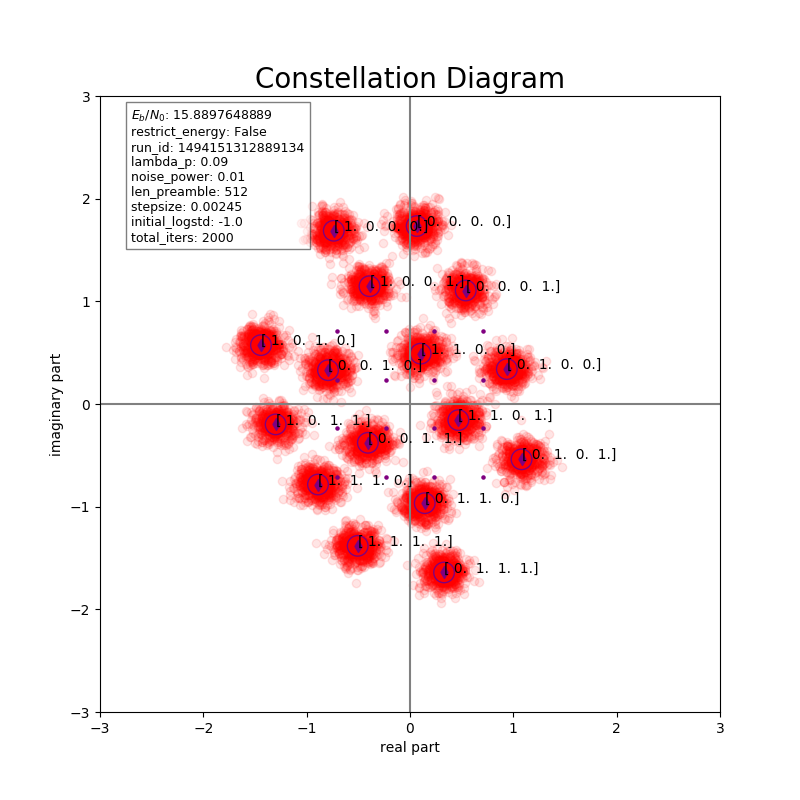 Constellation Diagram
E_b/N_0: 15.8897648889
restrict_energy: False
run_id: 1494151312889134
lambda_p: 0.09
noise_power: 0.01
len_preamble: 512
stepsize: 0.00245
initial_logstd: -1.0
total_iters: 2000
[ 1. 0. 0. 0.]
[ 0. 0. 0. 0.]
[ 1. 0. 0. 1.]
[ 0. 0. 0. 1.]
[ 1. 0. 1. 0.]
[ 0. 0. 1. 0.]
[ 1. 1. 0. 0.]
[ 0. 1. 0. 0.]
[ 1. 0. 1. 1.]
[ 0. 0. 1. 1.]
[ 1. 1. 0. 1.]
[ 0. 1. 0. 1.]
[ 1. 1. 1. 0.]
[ 0. 1. 1. 0.]
[ 1. 1. 1. 1.]
[ 0. 1. 1. 1.]
3
2
1
0
−1
−2
−3
imaginary part
−3 −2 −1 0 1 2 3
real part